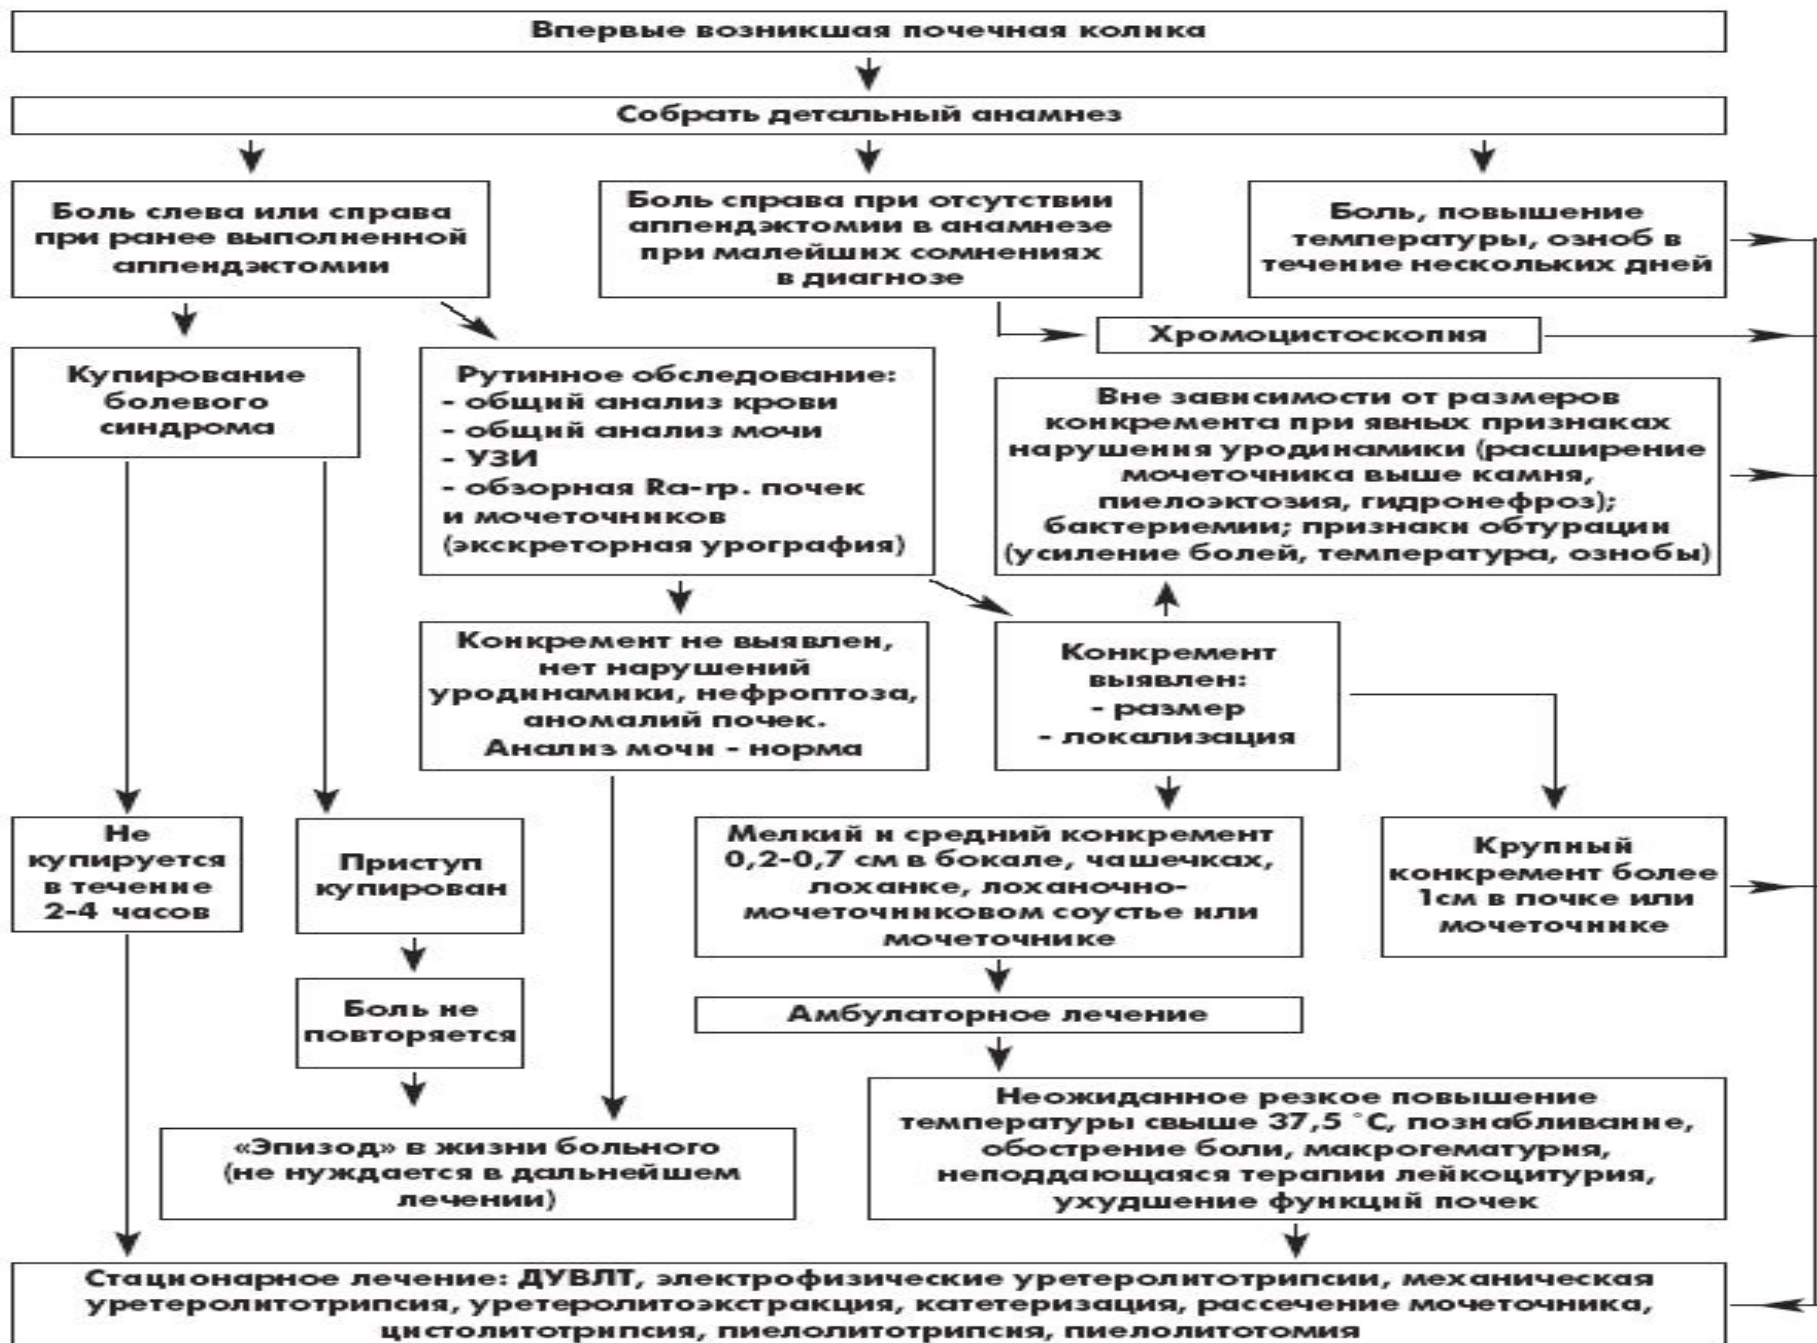 Впервые возникшая почечная колика
Собрать детальный анамнез
Боль слева или справа
при ранее выполненной
аппендэктомии
Боль справа при отсутствии
аппендэктомии в анамнезе
при малейших сомнениях
в диагнозе
Боль, повышение
температуры, озноб в
течение нескольких дней
Хромоцистоскопия
Купирование
болевого
синдрома
Рутинное обследование:
- общий анализ крови
- общий анализ мочи
- УЗИ
- обзорная Ra-гр. почек
и мочеточников
(экскреторная урография)
Вне зависимости от размеров
конкремента при явных признаках
нарушения уродинамики (расширение
мочеточника выше камня,
пиелоэктозия, гидронефроз);
бактериемии; признаки обтурации
(усиление болей, температура, ознобы)
Конкремент не выявлен,
нет нарушений
уродинамики, нефроптоза,
аномалий почек.
Анализ мочи - норма
Конкремент
выявлен:
- размер
- локализация
Не
купируется
в течение
2-4 часов
Приступ
купирован
Мелкий и средний конкремент
0,2-0,7 см в бокале, чашечках,
лоханке, лоханочно-
мочеточниковом соустье или
мочеточнике
Крупный
конкремент более
1см в почке или
мочеточнике
Боль не
повторяется
Амбулаторное лечение
Неожиданное резкое повышение
температуры свыше 37,5 °С, познабливание,
обострение боли, макрогематурия,
неподдающаяся терапии лейкоцитурия,
ухудшение функций почек
«Эпизод» в жизни больного
(не нуждается в дальнейшем
лечении)
Стационарное лечение: ДУВЛТ, электрофизические уретеролитотрипсии, механическая
уретеролитотрипсия, уретеролитоэкстракция, катетеризация, рассечение мочеточника,
цистолитотрипсия, пиелолитотрипсия, пиелолитотомия